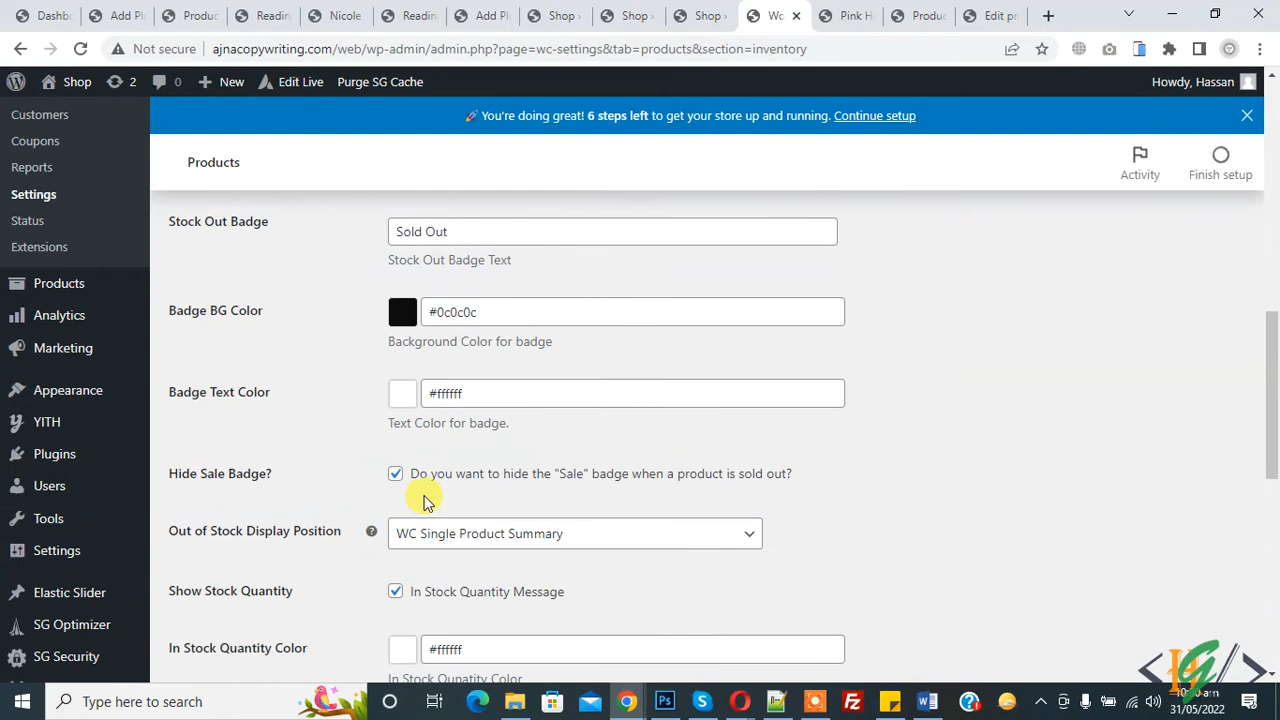 Dashb
Add Pl
Produc
Readin
Nicole
Readin
Add Pl
Shop ‹
Shop ‹
Shop ‹
Wc
Pink H
Produc
Edit pr
Not secure
ajnacopywriting.com/web/wp-admin/admin.php?page=wc-settings&tab=products&section=inventory
Shop
2
0
New
Edit Live
Purge SG Cache
Howdy, Hassan
🚀 You're doing great! 6 steps left to get your store up and running. Continue setup
Customers
Coupons
Reports
Settings
Status
Extensions
Products
Analytics
Marketing
Appearance
YITH
Plugins
Users
Tools
Settings
Elastic Slider
SG Optimizer
SG Security
Products
Activity
Finish setup
Stock Out Badge
Sold Out
Stock Out Badge Text
Badge BG Color
#0c0c0c
Background Color for badge
Badge Text Color
#ffffff
Text Color for badge.
Hide Sale Badge?
Do you want to hide the "Sale" badge when a product is sold out?
Out of Stock Display Position
WC Single Product Summary
Show Stock Quantity
In Stock Quantity Message
In Stock Quantity Color
#ffffff
Type here to search
31/05/2022